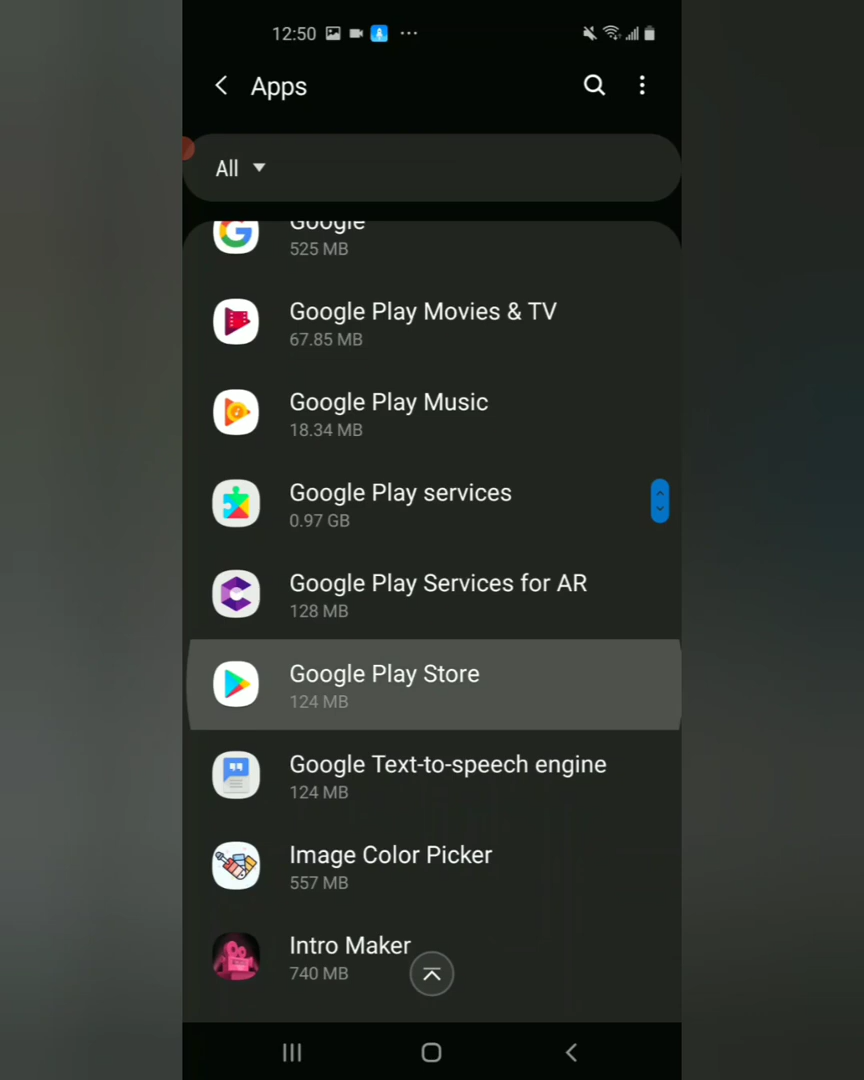 12:50
Apps
All
Google
525 MB
Google Play Movies & TV
67.85 MB
Google Play Music
18.34 MB
Google Play services
0.97 GB
Google Play Services for AR
128 MB
Google Play Store
124 MB
Google Text-to-speech engine
124 MB
Image Color Picker
557 MB
Intro Maker
740 MB